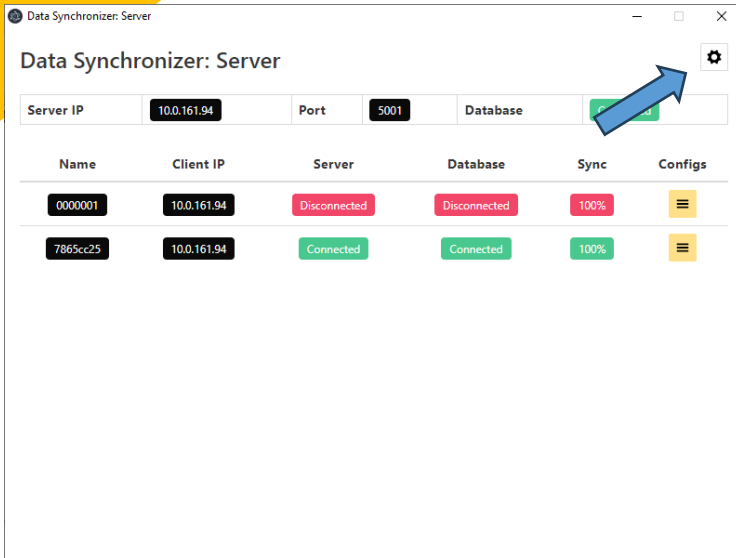 Data Synchronizer: Server
Data Synchronizer: Server
Server IP 10.0.161.94 Port 5001 Database
Name Client IP Server Database Sync Configs
0000001 10.0.161.94 Disconnected Disconnected 100%
7865cc25 10.0.161.94 Connected Connected 100%